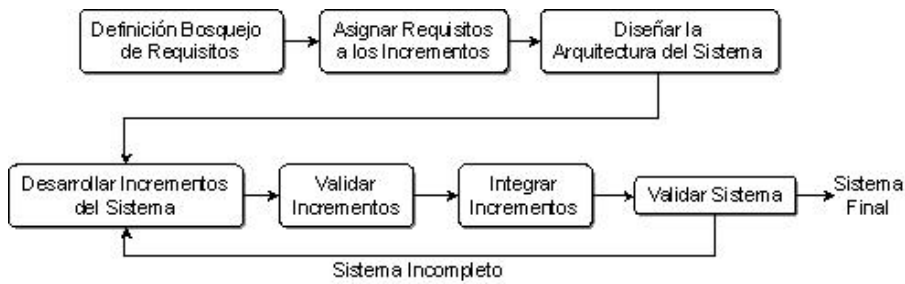 Definición Bosquejo
de Requisitos
Asignar Requisitos
a los Incrementos
Diseñar la
Arquitectura del Sistema
Desarrollar Incrementos
del Sistema
Validar
Incrementos
Integrar
Incrementos
Validar Sistema
Sistema
Final
Sistema Incompleto